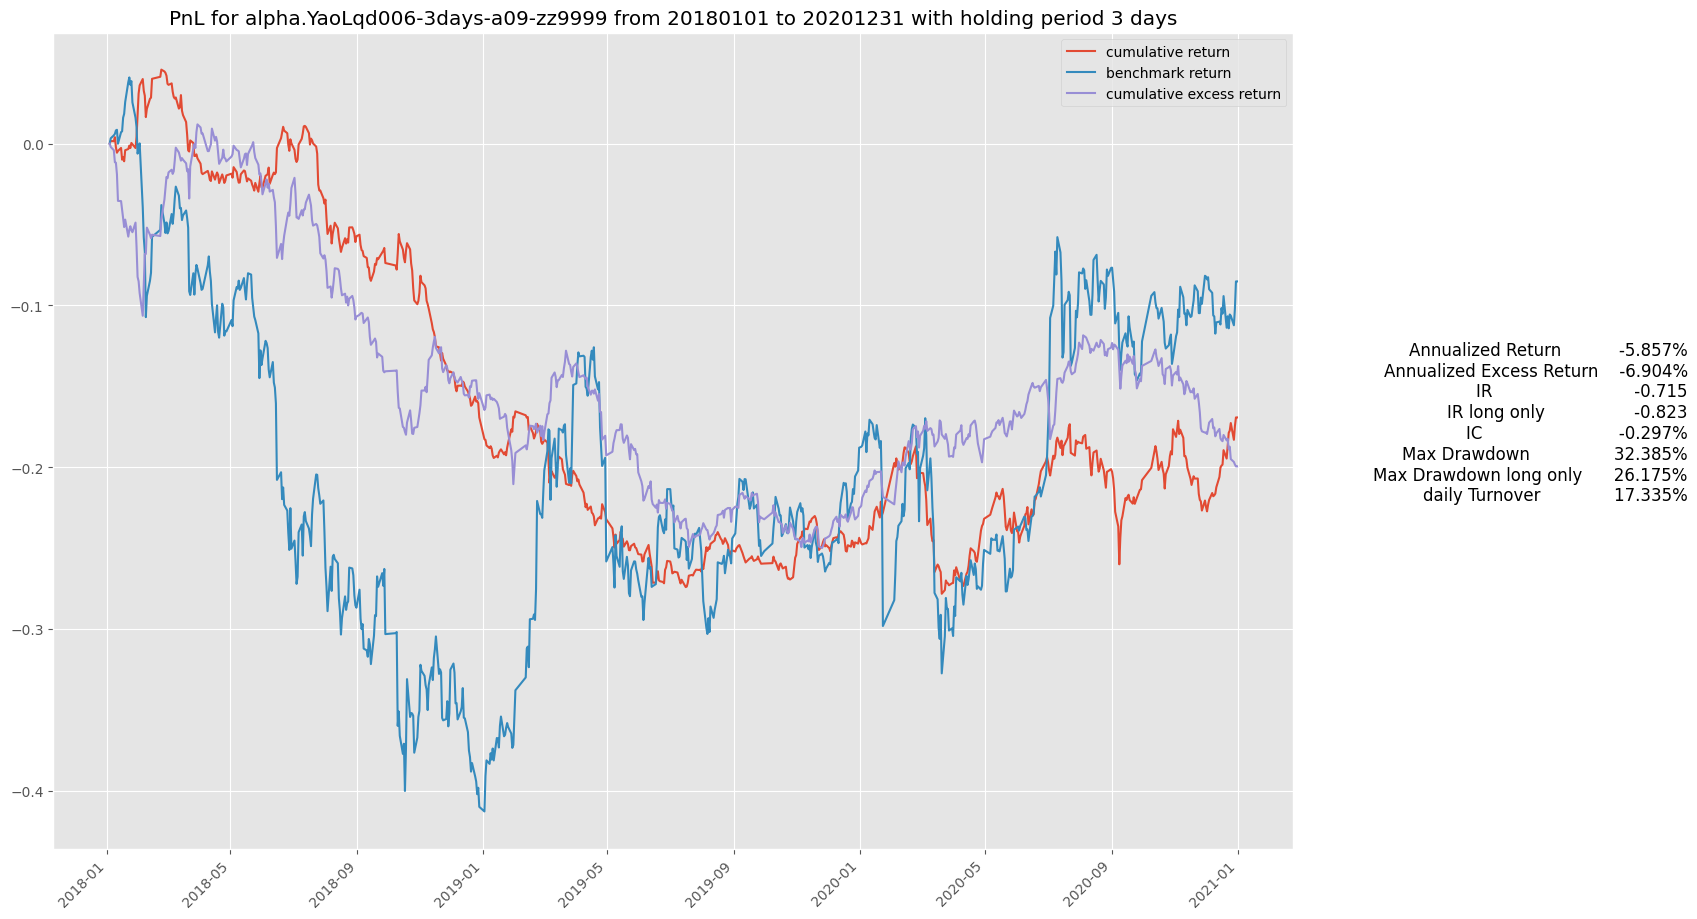 PnL for alpha.YaoLqd006-3days-a09-zz9999 from 20180101 to 20201231 with holding period 3 days
cumulative return
benchmark return
cumulative excess return
0.0
−0.1
−0.2
−0.3
−0.4
2018-01
2018-05
2018-09
2019-01
2019-05
2019-09
2020-01
2020-05
2020-09
2021-01
Annualized Return -5.857%
Annualized Excess Return -6.904%
IR -0.715
IR long only -0.823
IC -0.297%
Max Drawdown 32.385%
Max Drawdown long only 26.175%
daily Turnover 17.335%